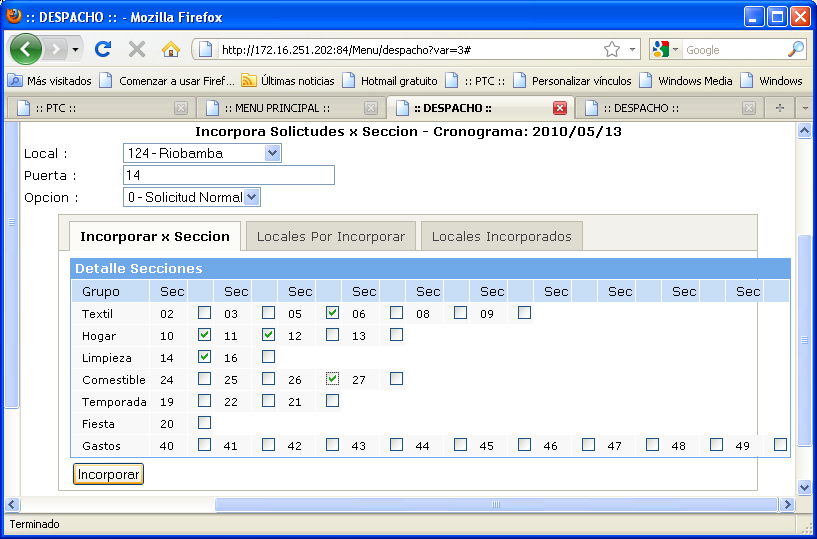 :: DESPACHO :: - Mozilla Firefox
http://172.16.251.202:84/Menu/despacho?var=3#
Google
Más visitados Comenzar a usar Firef... Últimas noticias Hotmail gratuito :: PTC :: Personalizar vínculos Windows Media Windows
:: PTC :: :: MENU PRINCIPAL :: :: DESPACHO :: :: DESPACHO ::
Incorpora Solictudes x Seccion - Cronograma: 2010/05/13
Local : 124 - Riobamba
Puerta : 14
Opcion : 0 - Solicitud Normal
Incorporar x Seccion Locales Por Incorporar Locales Incorporados
Detalle Secciones
Grupo Sec Sec Sec Sec Sec Sec Sec Sec Sec Sec
Textil 02 03 05 06 08 09
Hogar 10 11 12 13
Limpieza 14 16
Comestible 24 25 26 27
Temporada 19 22 21
Fiesta 20
Gastos 40 41 42 43 44 45 46 47 48 49
Incorporar
Terminado